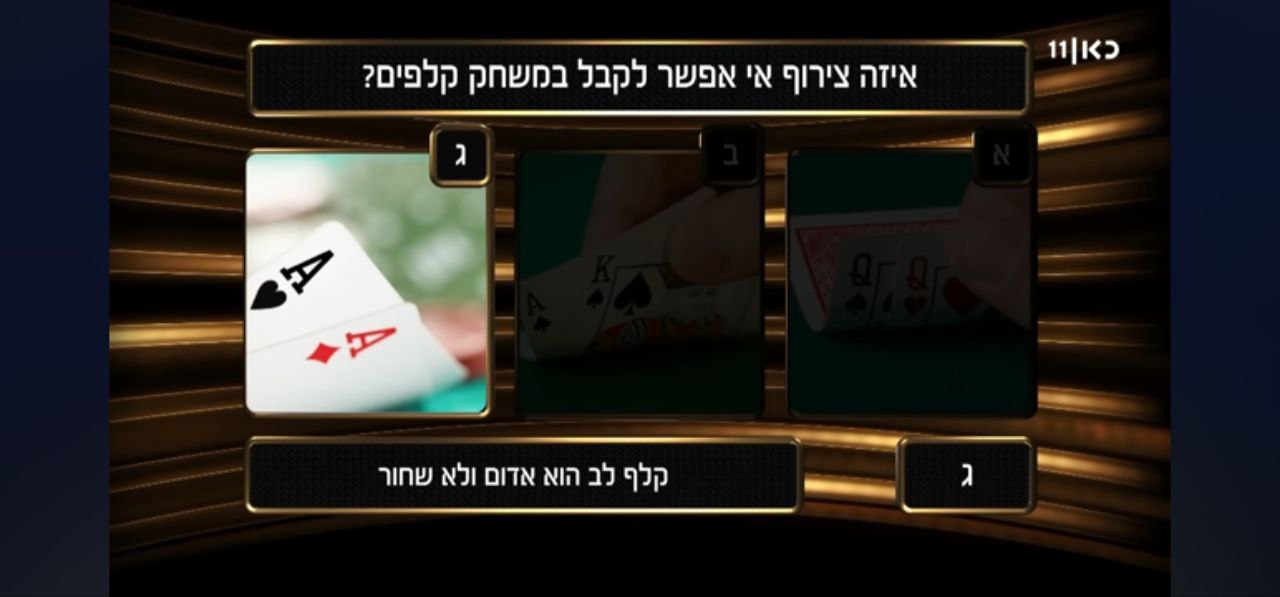 כאן|11
איזה צירוף אי אפשר לקבל במשחק קלפים?
א
ב
ג
Q Q
A K
A
A
ג
קלף לב הוא אדום ולא שחור